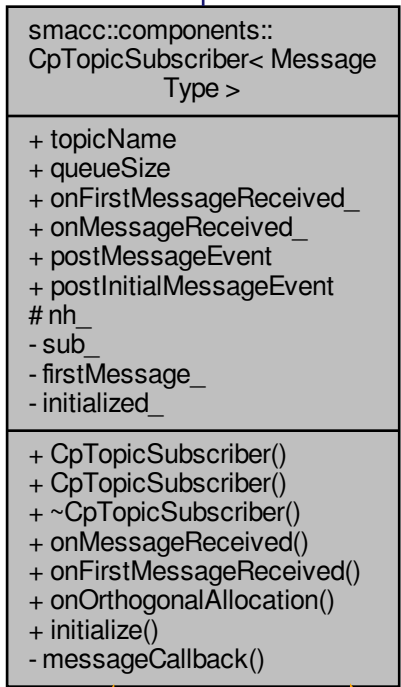 smacc::components::
CpTopicSubscriber< Message
Type >
+ topicName
+ queueSize
+ onFirstMessageReceived_
+ onMessageReceived_
+ postMessageEvent
+ postInitialMessageEvent
# nh_
- sub_
- firstMessage_
- initialized_
+ CpTopicSubscriber()
+ CpTopicSubscriber()
+ ~CpTopicSubscriber()
+ onMessageReceived()
+ onFirstMessageReceived()
+ onOrthogonalAllocation()
+ initialize()
- messageCallback()